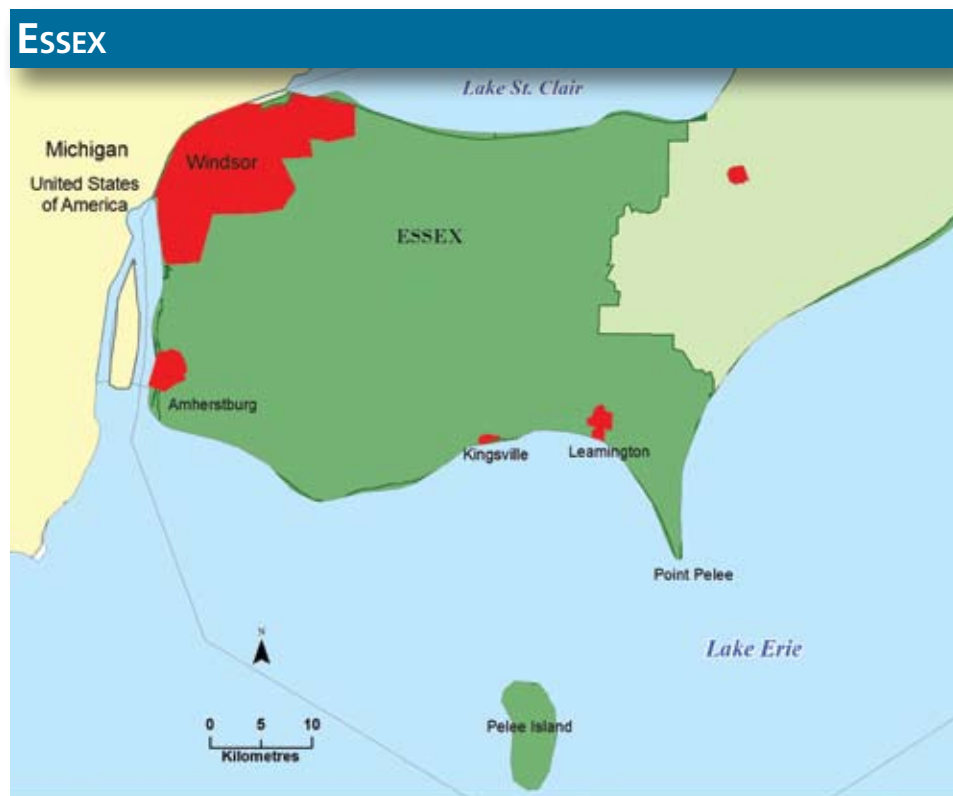 ESSEX
Lake St. Clair
Michigan
United States
of America
Windsor
ESSEX
Amherstburg
Kingsville
Leamington
Point Pelee
Lake Erie
N
0 5 10
Kilometres
Pelee Island